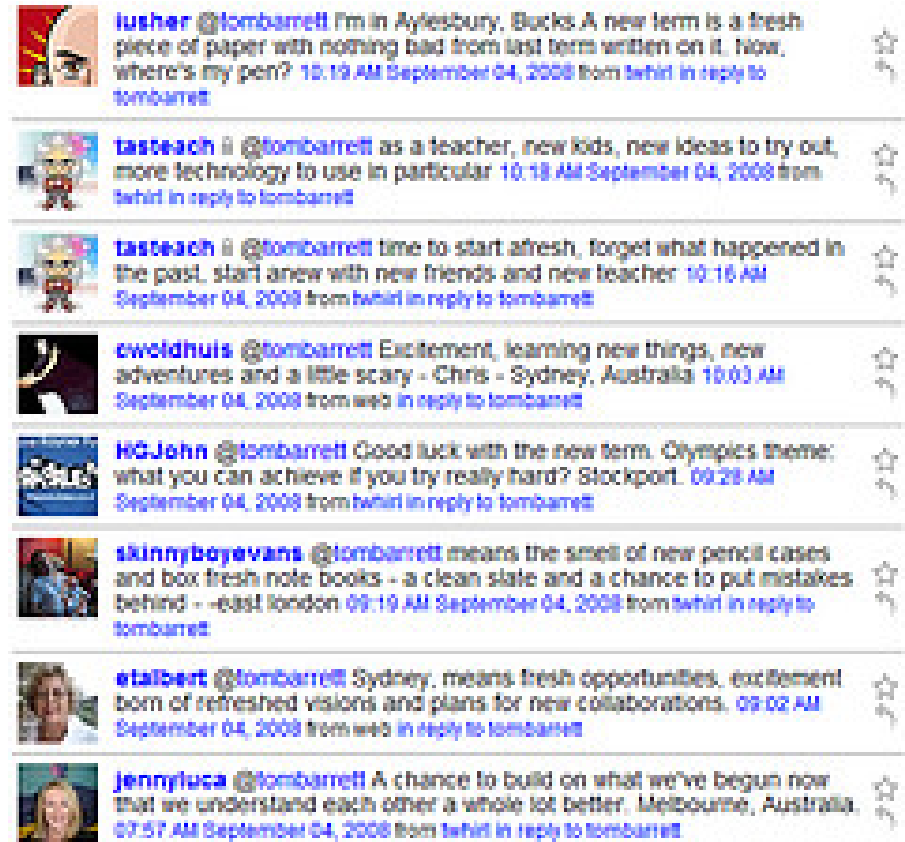 iusher @tombarrett I'm in Aylesbury, Bucks A new term is a fresh
piece of paper with nothing bad from last term written on it. Now,
where's my pen? 10:19 AM September 04, 2008 from twhirl in reply to
tombarrett
tasteach @tombarrett as a teacher, new kids, new ideas to try out,
more technology to use in particular 10:18 AM September 04, 2008 from
twhirl in reply to tombarrett
tasteach @tombarrett time to start afresh, forget what happened in
the past, start anew with new friends and new teacher 10:16 AM
September 04, 2008 from twhirl in reply to tombarrett
cwoldhuis @tombarrett Excitement, learning new things, new
adventures and a little scary - Chris - Sydney, Australia 10:03 AM
September 04, 2008 from web in reply to tombarrett
HGJohn @tombarrett Good luck with the new term. Olympics theme:
what you can achieve if you try really hard? Stockport. 09:28 AM
September 04, 2008 from twhirl in reply to tombarrett
skinnyboyevans @tombarrett means the smell of new pencil cases
and box fresh note books - a clean slate and a chance to put mistakes
behind - -east london 09:19 AM September 04, 2008 from twhirl in reply to
tombarrett
etalbert @tombarrett Sydney, means fresh opportunities, excitement
born of refreshed visions and plans for new collaborations. 09:02 AM
September 04, 2008 from web in reply to tombarrett
jennyluca @tombarrett A chance to build on what we've begun now
that we understand each other a whole lot better. Melbourne, Australia.
07:57 AM September 04, 2008 from twhirl in reply to tombarrett